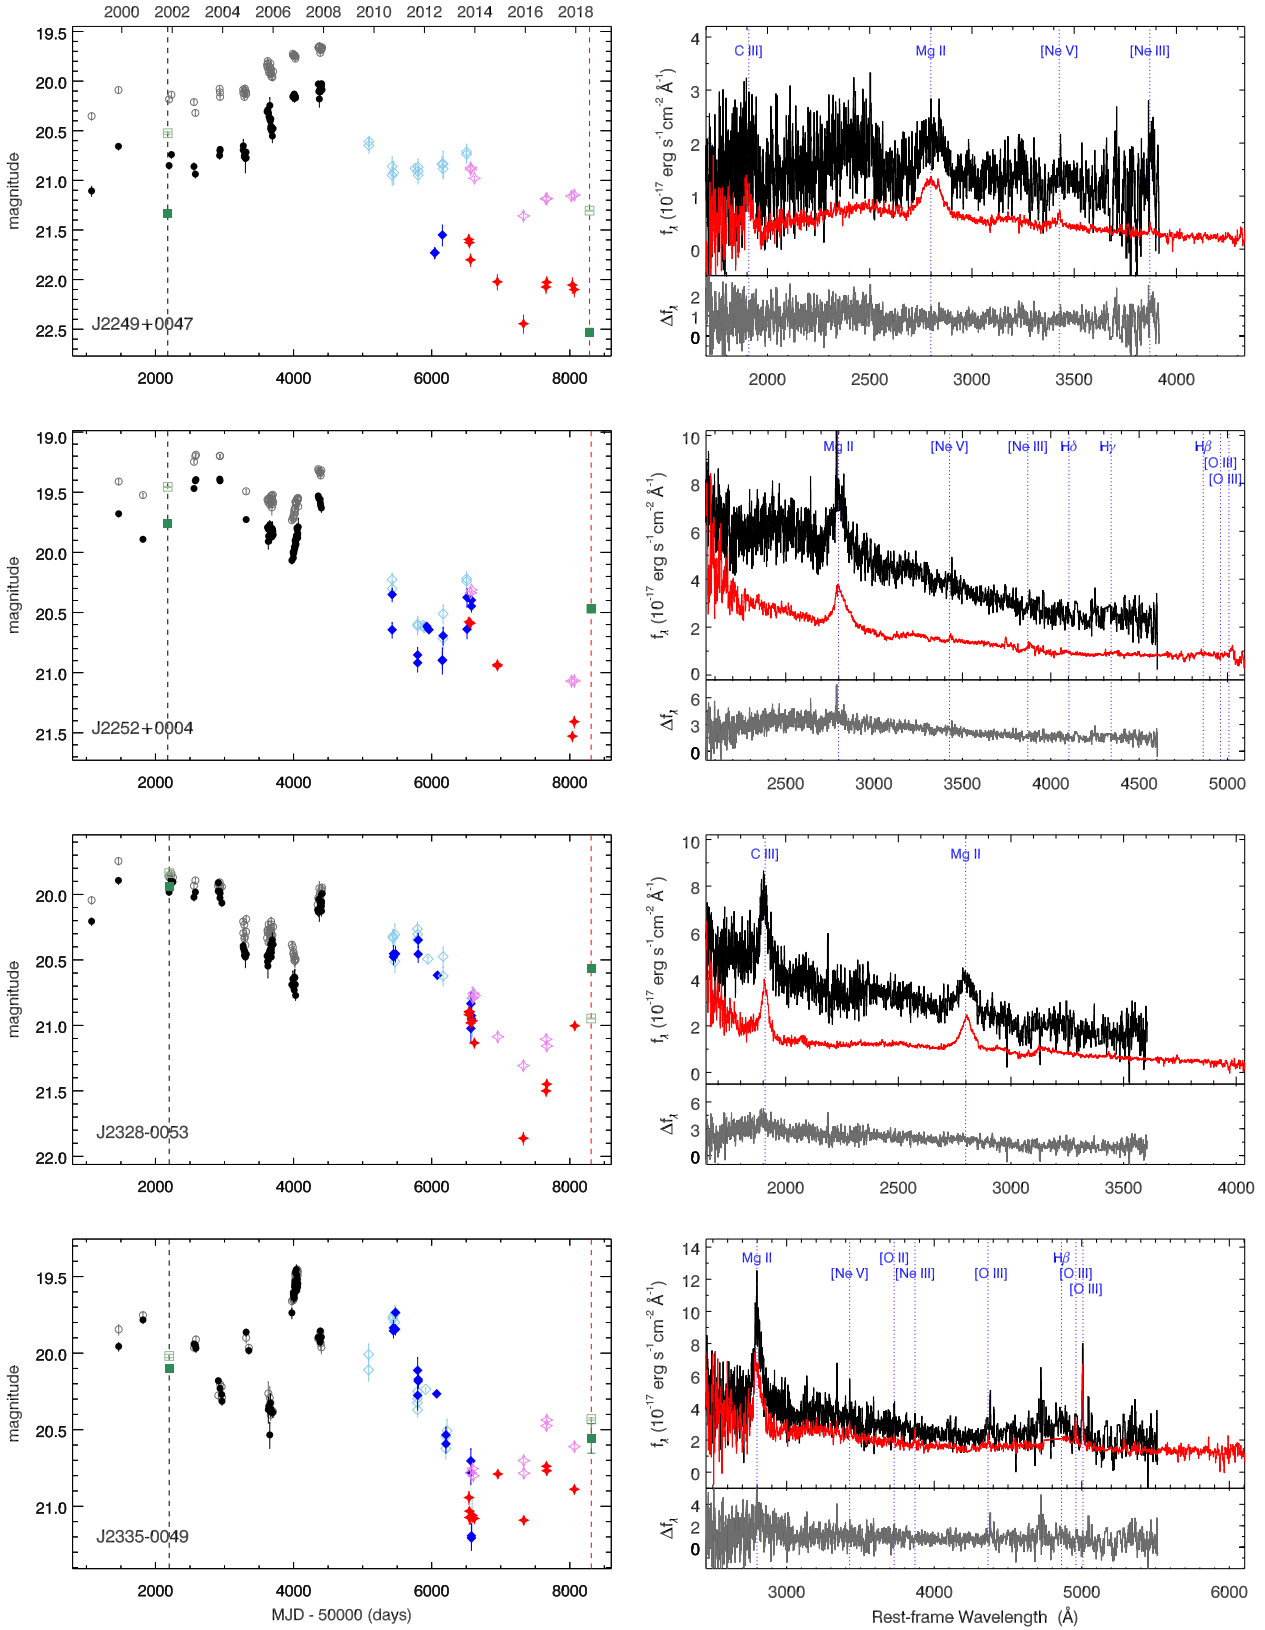 2000 2002 2004 2006 2008 2010 2012 2014 2016 2018
19.5
20.0
20.5
21.0
21.5
22.0
22.5
magnitude
J2249+0047
2000 4000 6000 8000
C III] Mg II [Ne V] [Ne III]
4
3
2
1
0
fλ (10⁻¹⁷ erg s⁻¹cm⁻² Å⁻¹)
2
1
0
Δfλ
2000 2500 3000 3500 4000
19.0
19.5
20.0
20.5
21.0
21.5
magnitude
J2252+0004
2000 4000 6000 8000
Mg II [Ne V] [Ne III] Hδ Hγ Hβ
[O III]
[O III]
10
8
6
4
2
0
fλ (10⁻¹⁷ erg s⁻¹cm⁻² Å⁻¹)
6
3
0
Δfλ
2500 3000 3500 4000 4500 5000
20.0
20.5
21.0
21.5
22.0
magnitude
J2328-0053
2000 4000 6000 8000
C III] Mg II
10
8
6
4
2
0
fλ (10⁻¹⁷ erg s⁻¹cm⁻² Å⁻¹)
6
3
0
Δfλ
2000 2500 3000 3500 4000
19.5
20.0
20.5
21.0
magnitude
J2335-0049
2000 4000 6000 8000
MJD - 50000 (days)
Mg II [O II] Hβ
[Ne V] [Ne III] [O III] [O III]
[O III]
14
12
10
8
6
4
2
0
fλ (10⁻¹⁷ erg s⁻¹cm⁻² Å⁻¹)
4
2
0
Δfλ
3000 4000 5000 6000
Rest-frame Wavelength (Å)